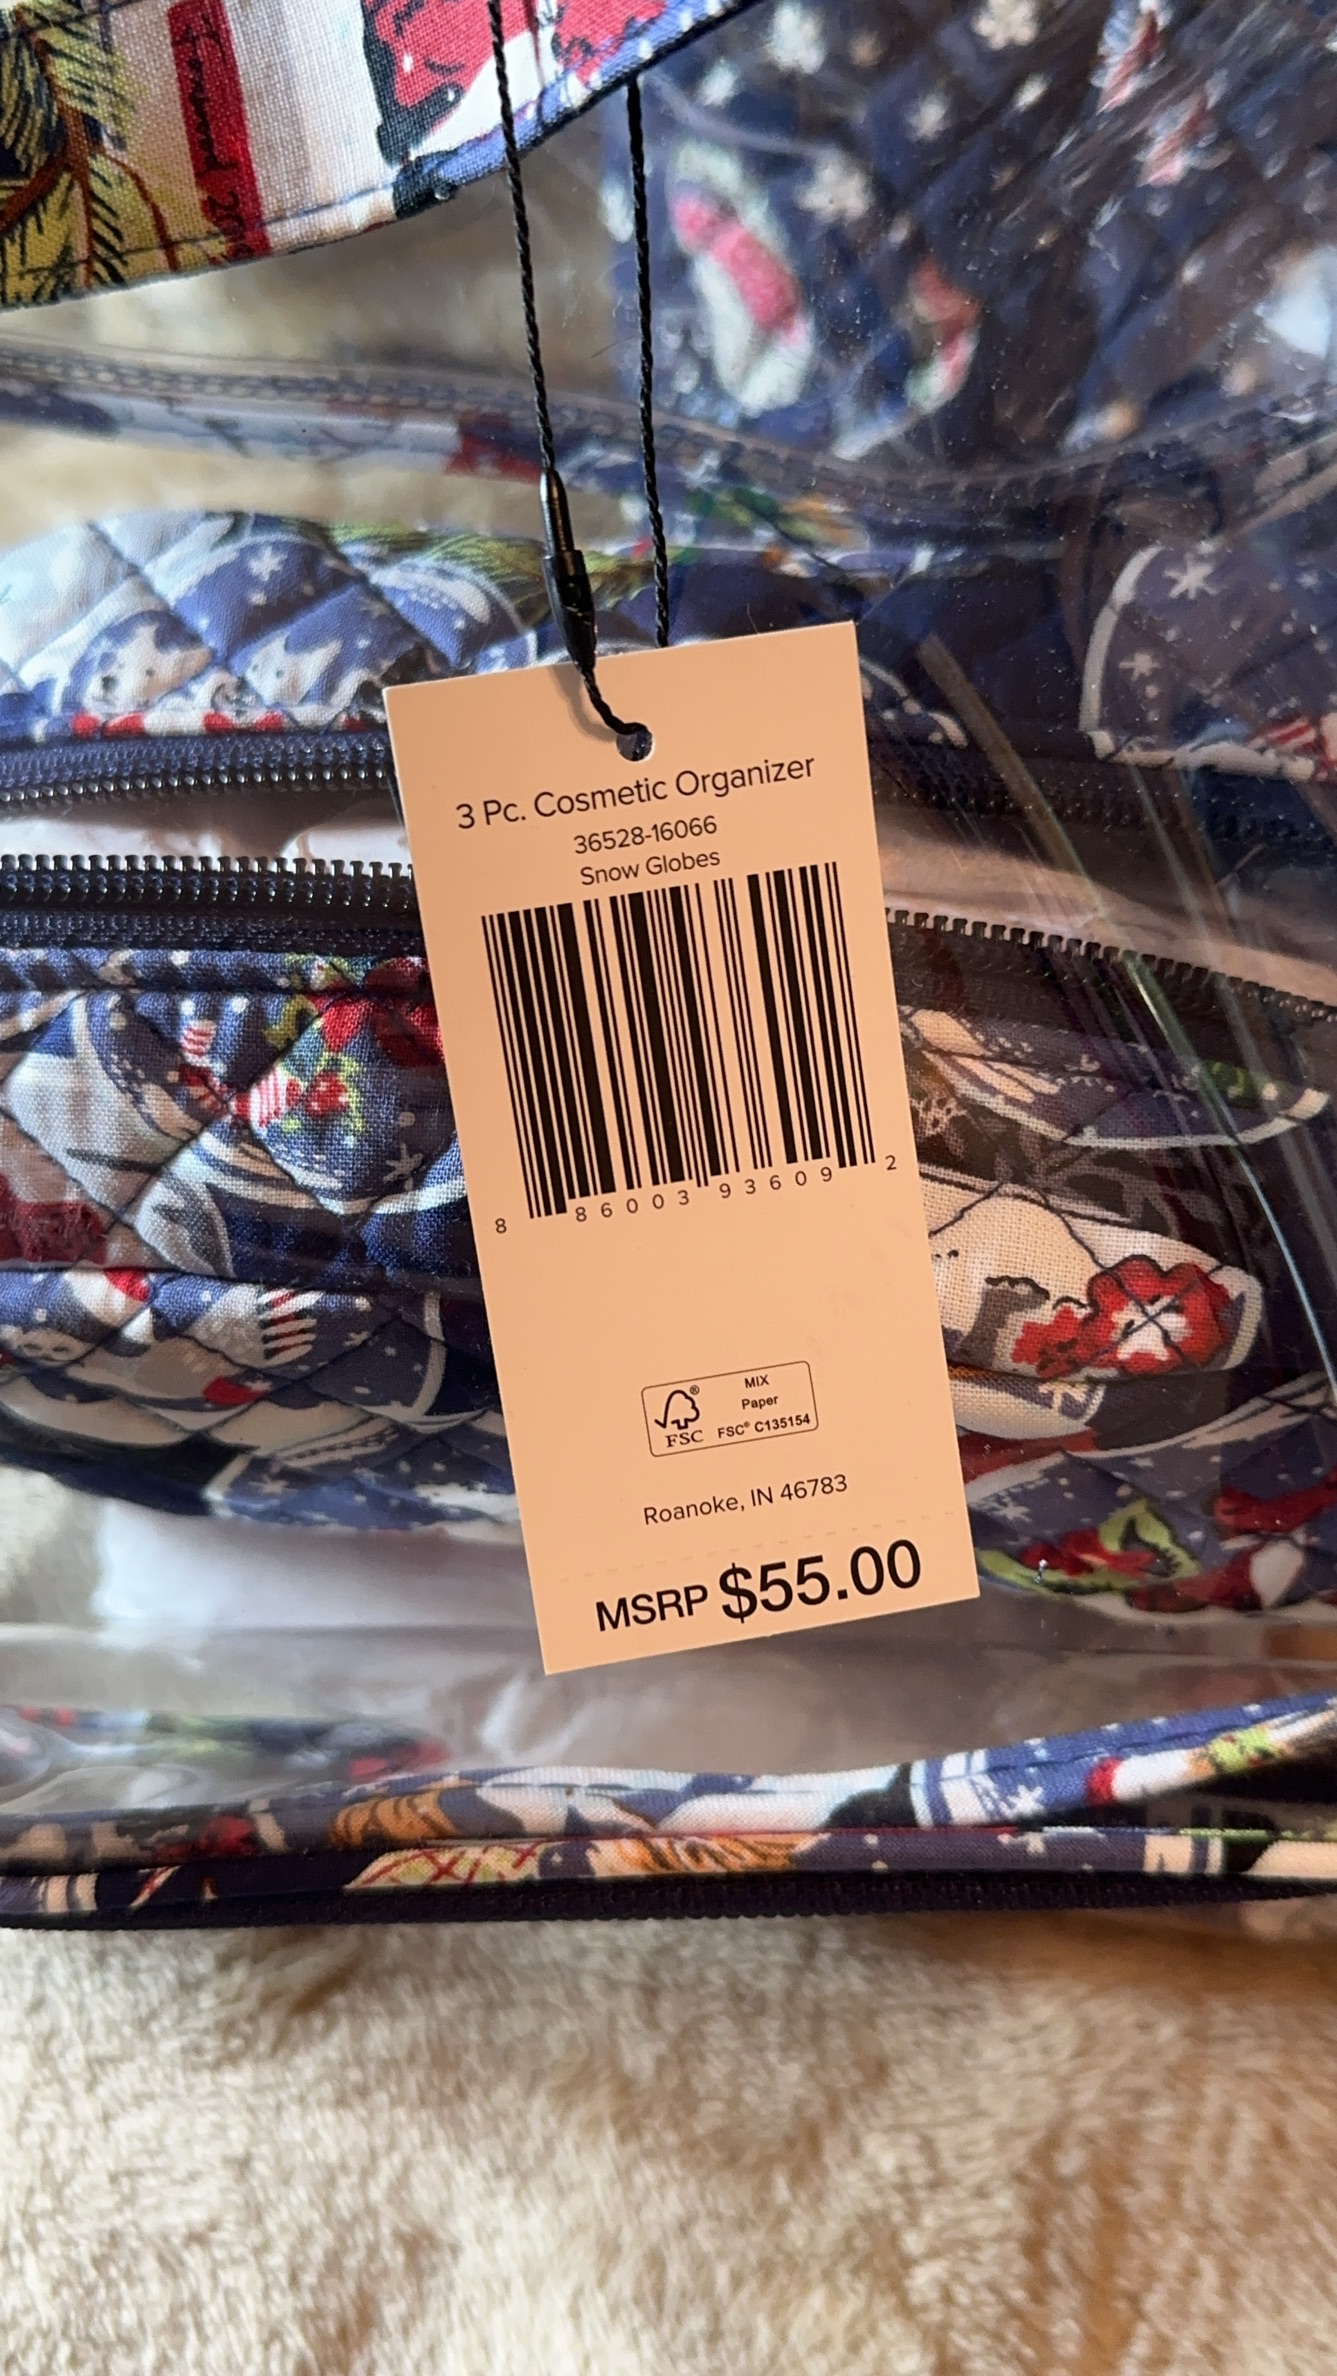 3 Pc. Cosmetic Organizer
36528-16066
Snow Globes
8 86003 93609 2
MIX
Paper
FSC® C135154
FSC
Roanoke, IN 46783
MSRP $55.00